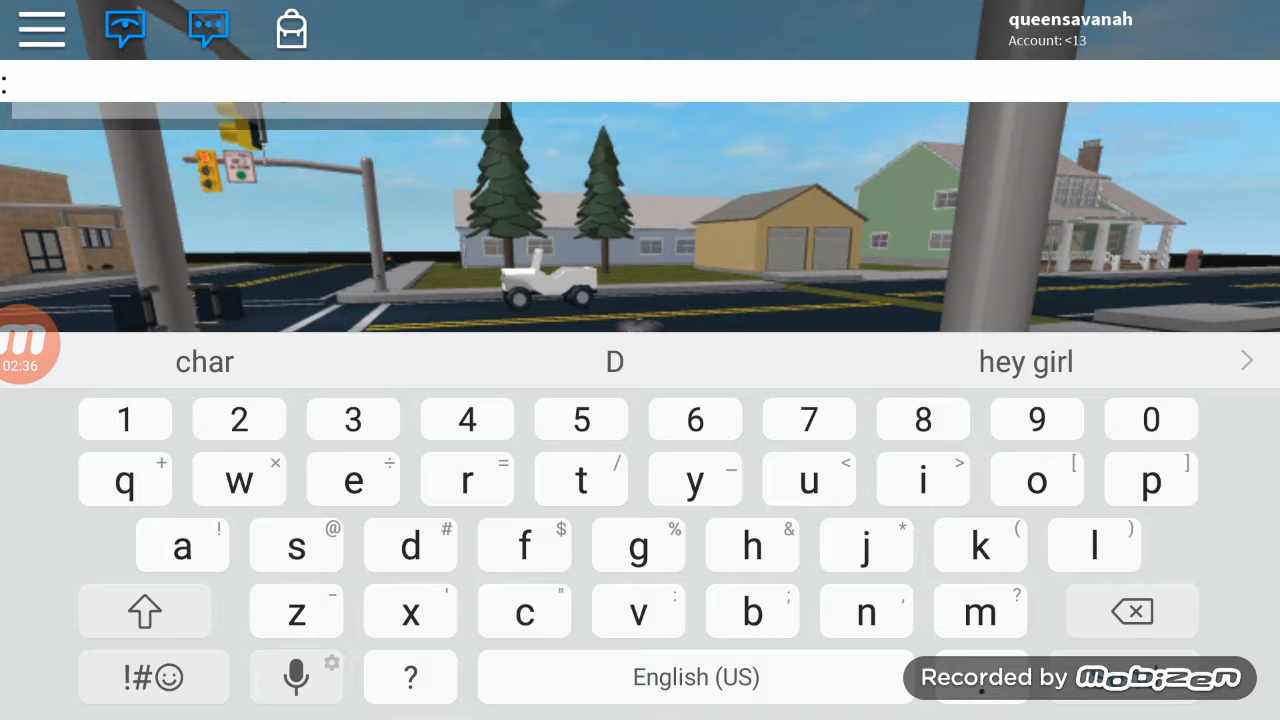 queensavanah
Account: <13
:
02:36
char D hey girl
1 2 3 4 5 6 7 8 9 0
+ × ÷ = / _ < > [ ]
q w e r t y u i o p
! @ # $ % & * ( )
a s d f g h j k l
- ' " : ; , ?
z x c v b n m
!#☺ ? English (US) .
Recorded by mobizen